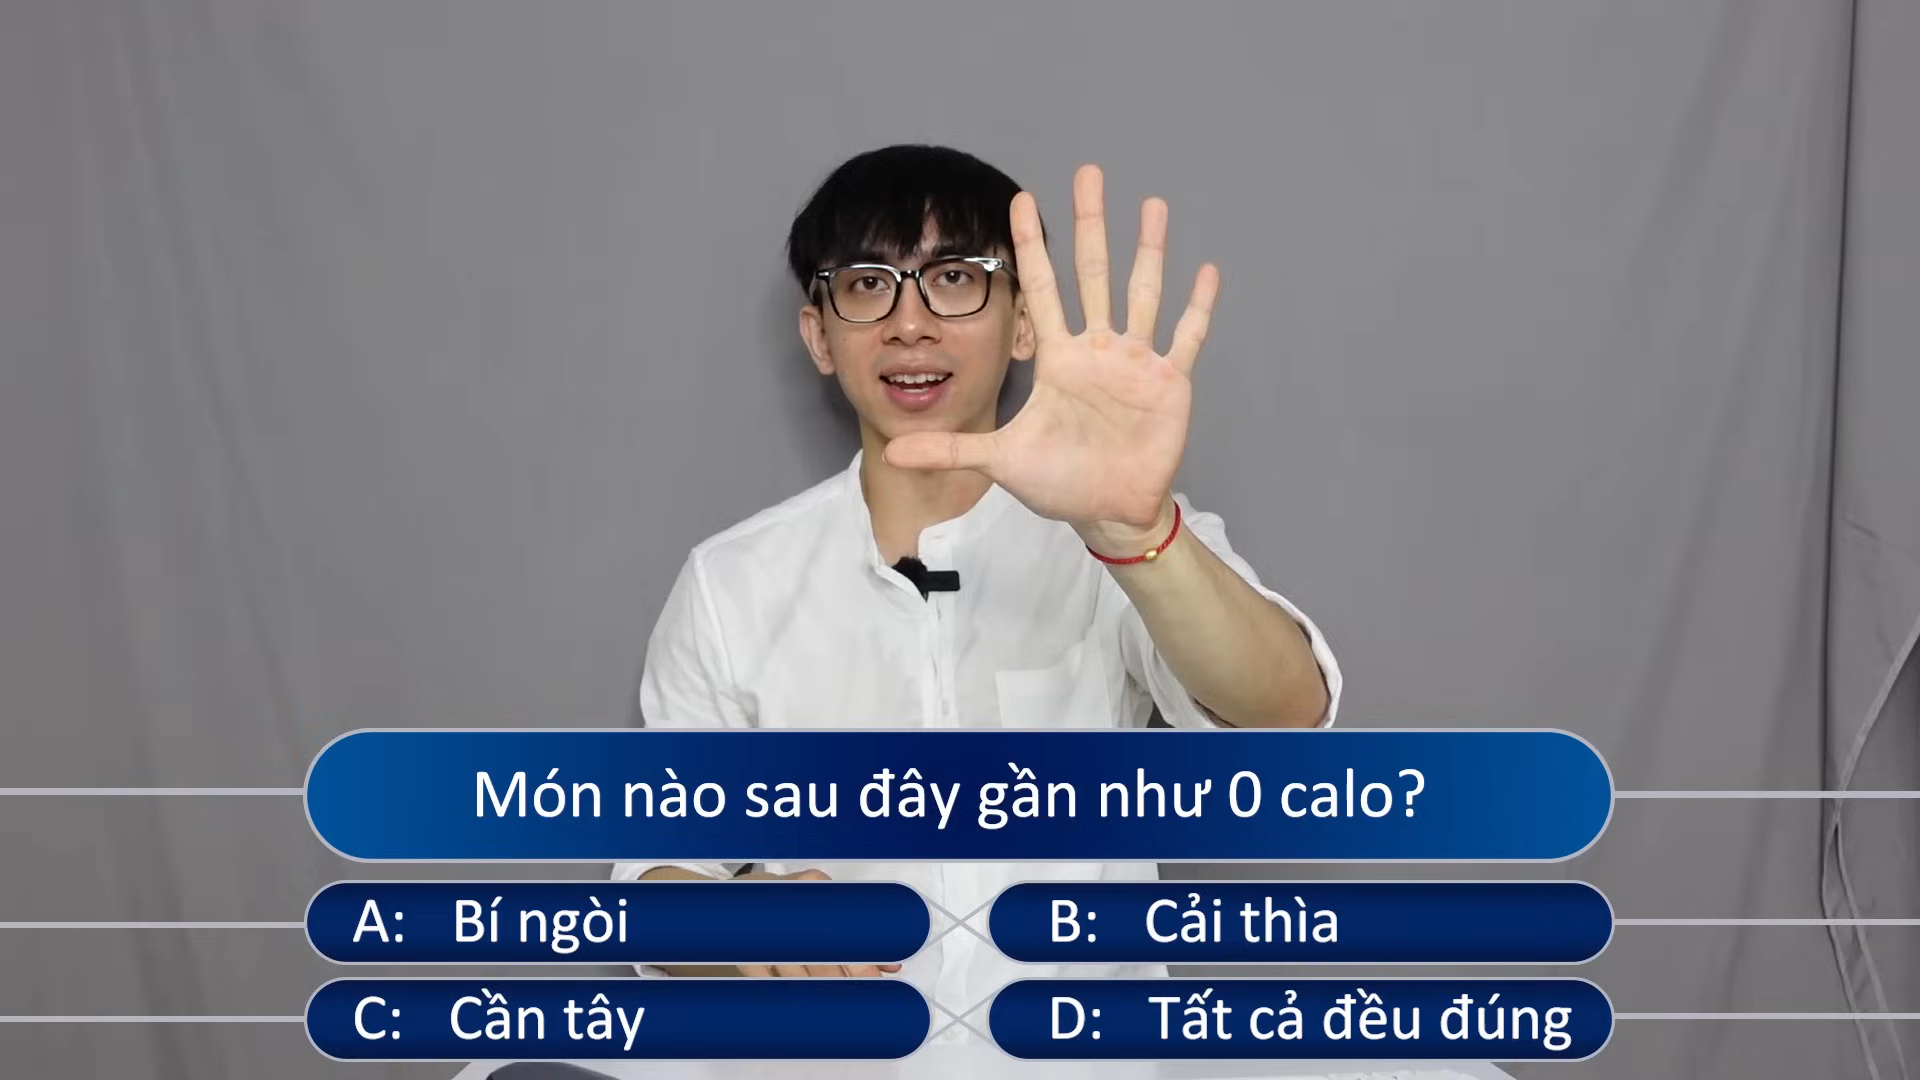 Món nào sau đây gần như 0 calo?
A: Bí ngòi
B: Cải thìa
C: Cần tây
D: Tất cả đều đúng